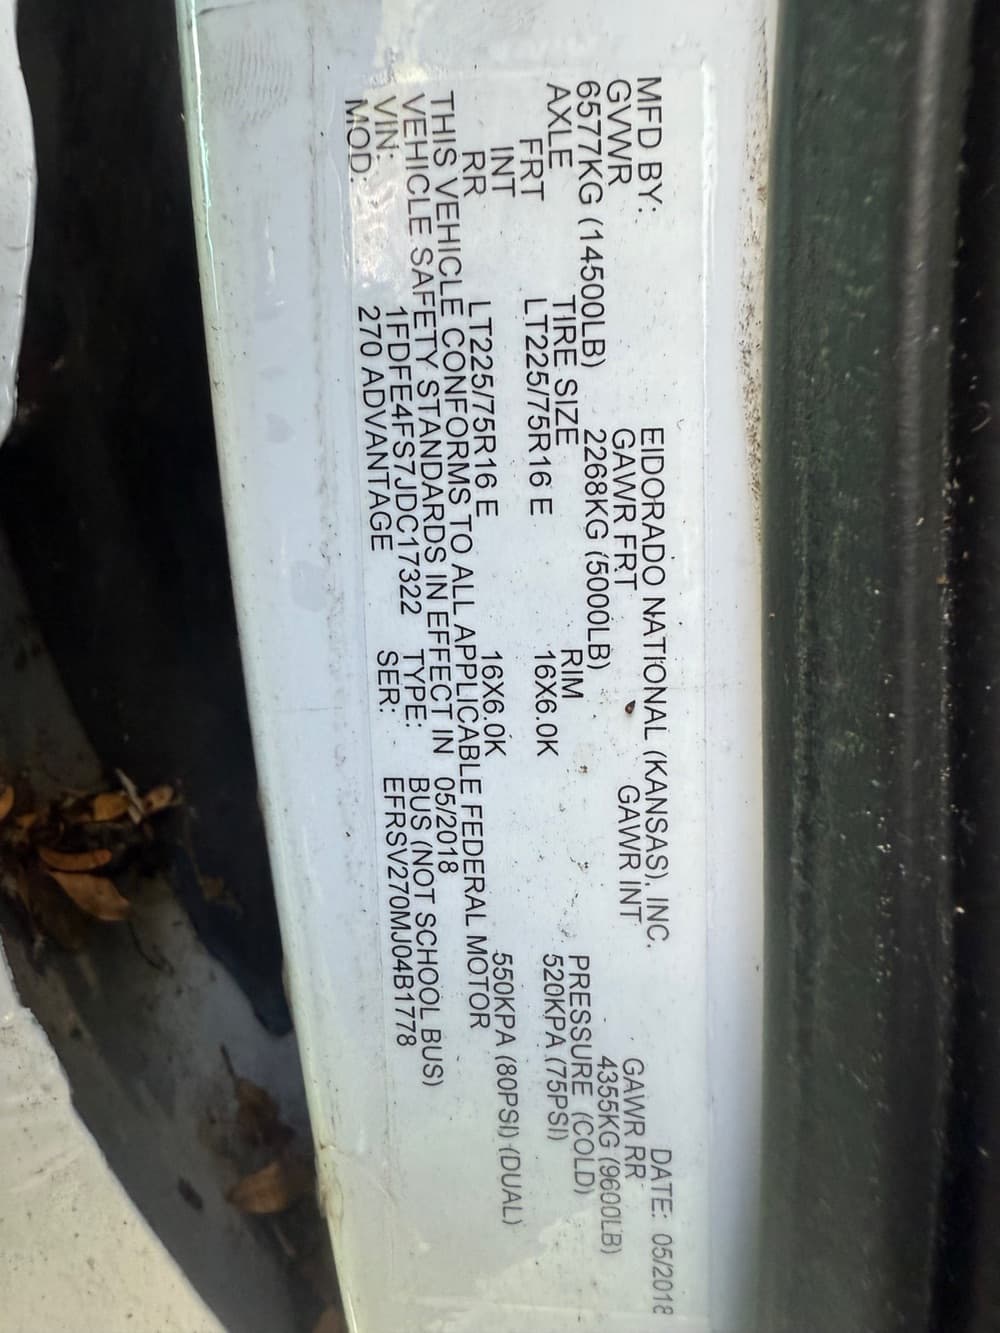 MFD BY: EIDORADO NATIONAL (KANSAS), INC. DATE: 05/2018
GVWR GAWR FRT GAWR INT GAWR RR
6577KG (14500LB) 2268KG (5000LB) 4355KG (9600LB)
AXLE TIRE SIZE RIM PRESSURE (COLD)
FRT LT225/75R16 E 16X6.0K 520KPA (75PSI)
INT
RR LT225/75R16 E 16X6.0K 550KPA (80PSI) (DUAL)
THIS VEHICLE CONFORMS TO ALL APPLICABLE FEDERAL MOTOR
VEHICLE SAFETY STANDARDS IN EFFECT IN 05/2018
VIN: 1FDFE4FS7JDC17322 TYPE: BUS (NOT SCHOOL BUS)
MOD: 270 ADVANTAGE SER: EFRSV270MJ04B1778